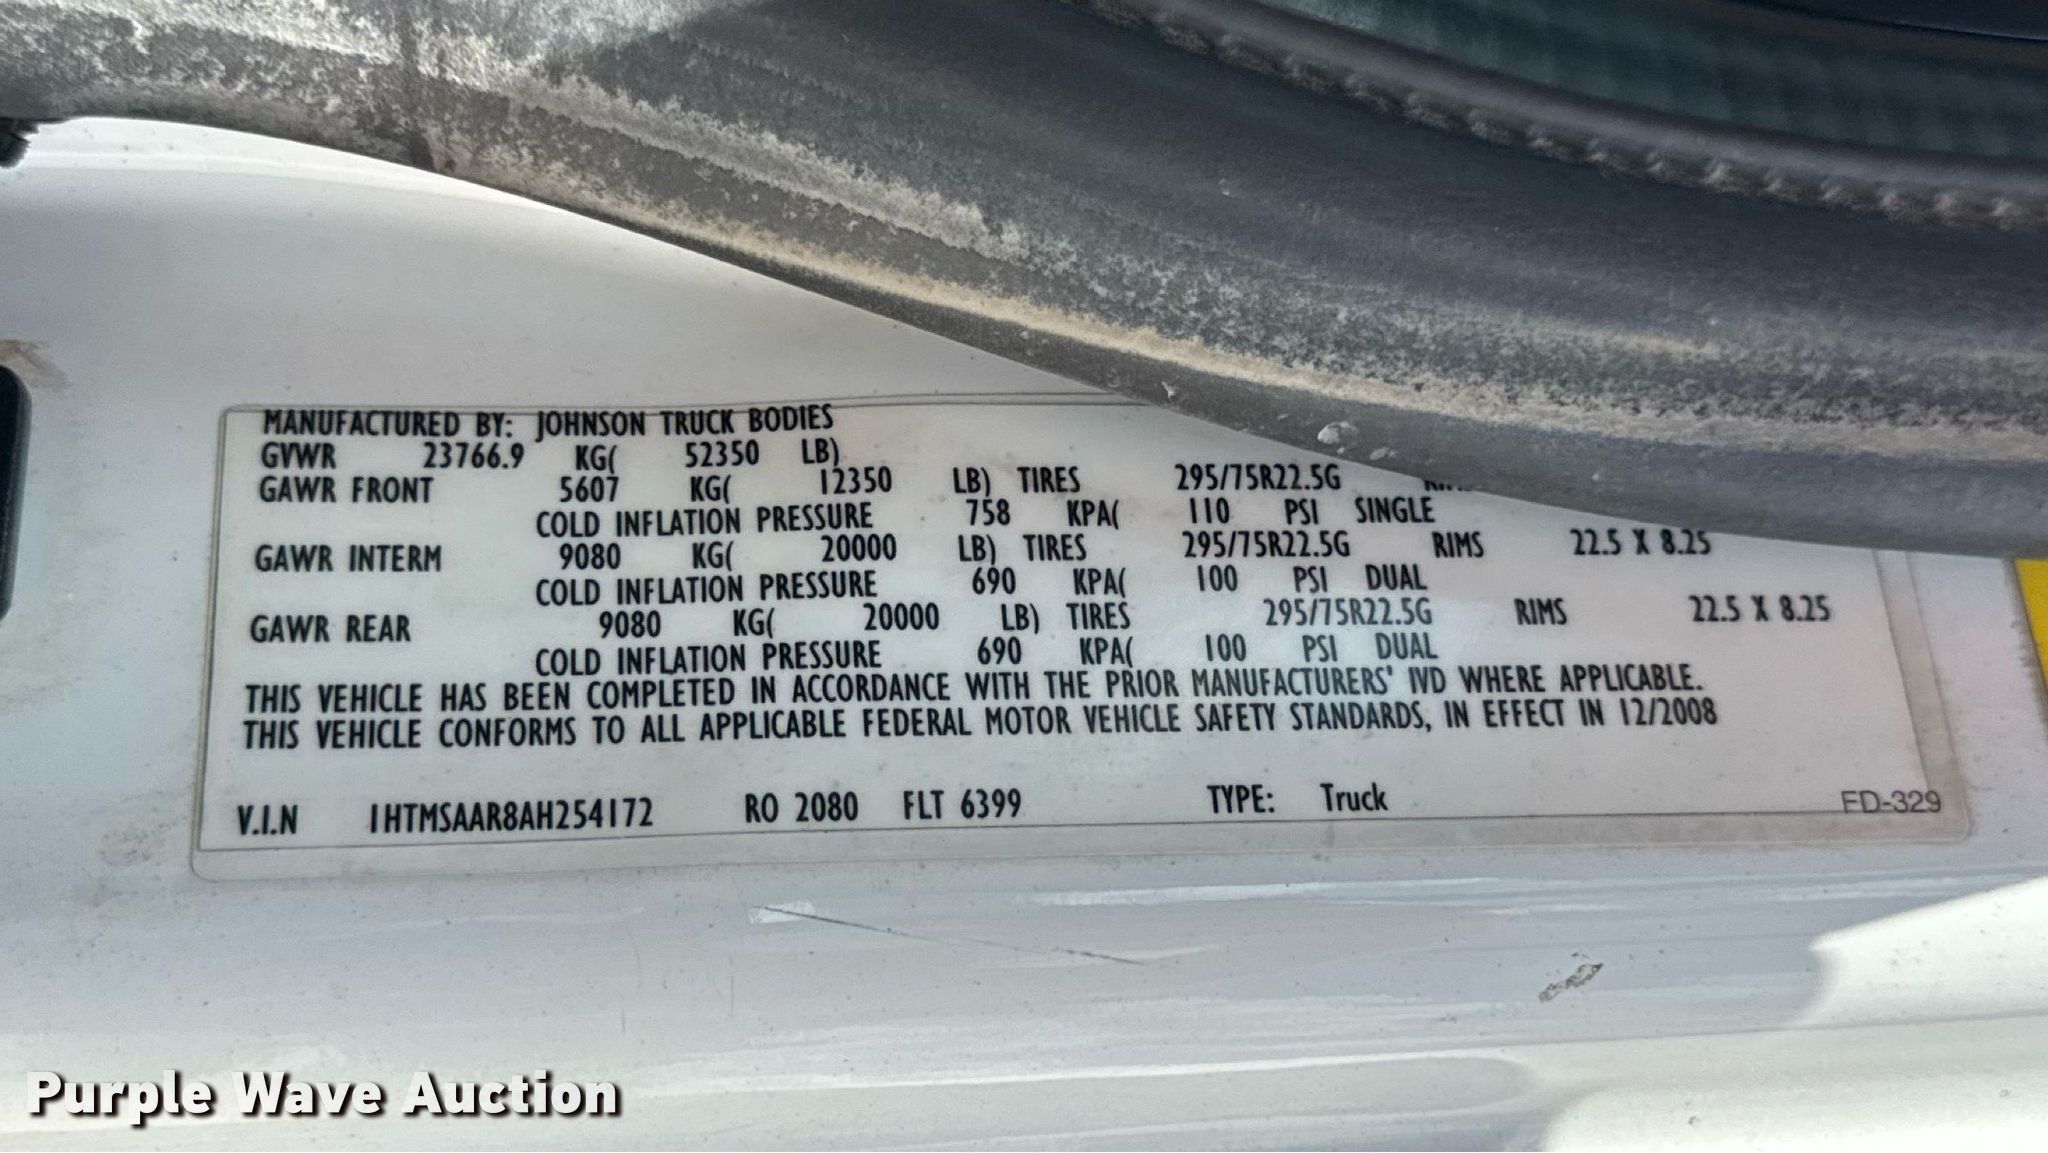 MANUFACTURED BY: JOHNSON TRUCK BODIES
GVWR 23766.9 KG( 52350 LB)
GAWR FRONT 5607 KG( 12350 LB) TIRES 295/75R22.5G
COLD INFLATION PRESSURE 758 KPA( 110 PSI SINGLE
GAWR INTERM 9080 KG( 20000 LB) TIRES 295/75R22.5G RIMS 22.5 X 8.25
COLD INFLATION PRESSURE 690 KPA( 100 PSI DUAL
GAWR REAR 9080 KG( 20000 LB) TIRES 295/75R22.5G RIMS 22.5 X 8.25
COLD INFLATION PRESSURE 690 KPA( 100 PSI DUAL
THIS VEHICLE HAS BEEN COMPLETED IN ACCORDANCE WITH THE PRIOR MANUFACTURERS' IVD WHERE APPLICABLE.
THIS VEHICLE CONFORMS TO ALL APPLICABLE FEDERAL MOTOR VEHICLE SAFETY STANDARDS, IN EFFECT IN 12/2008
V.I.N 1HTMSAAR8AH254172 RO 2080 FLT 6399 TYPE: Truck
FD-329
Purple Wave Auction